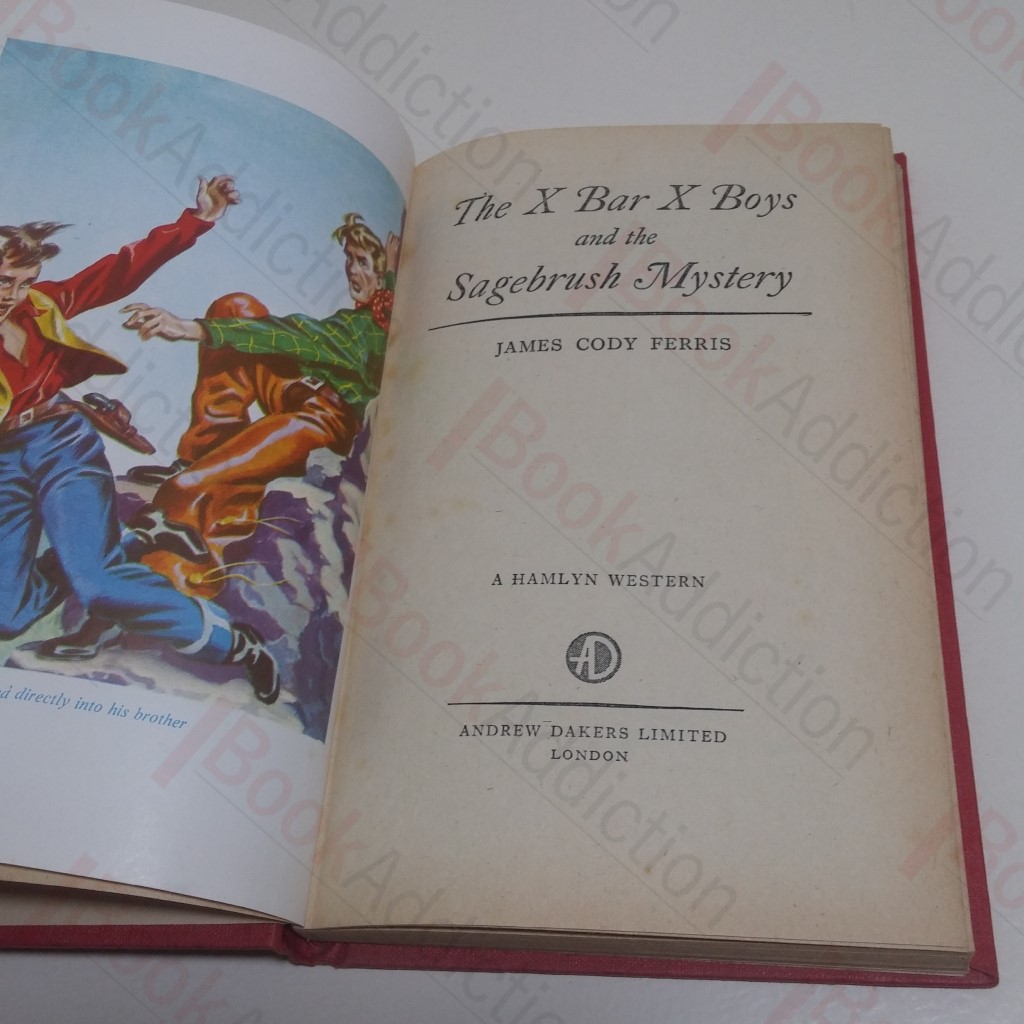 The X Bar X Boys
and the
Sagebrush Mystery
JAMES CODY FERRIS
A HAMLYN WESTERN
AD
ANDREW DAKERS LIMITED
LONDON
directly into his brother
BookAddiction